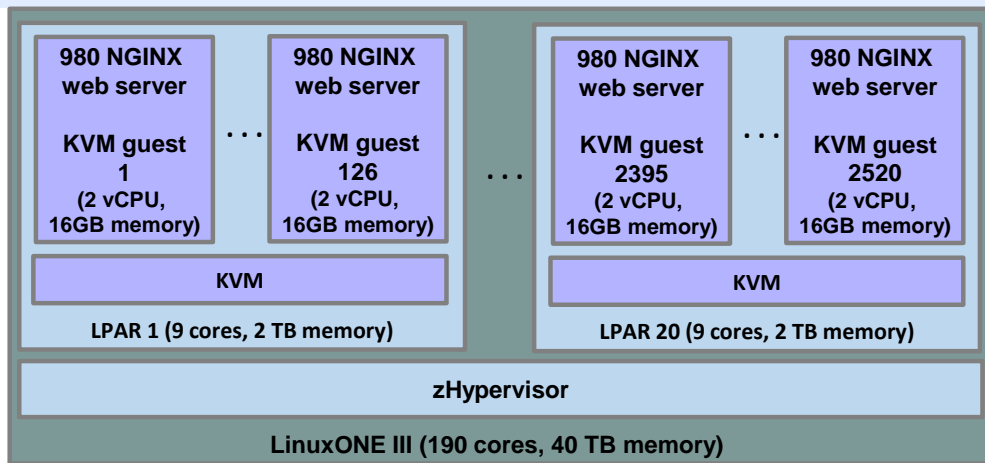 980 NGINX
web server
KVM guest
1
(2 vCPU,
16GB memory)
. . .
980 NGINX
web server
KVM guest
126
(2 vCPU,
16GB memory)
KVM
LPAR 1 (9 cores, 2 TB memory)
. . .
980 NGINX
web server
KVM guest
2395
(2 vCPU,
16GB memory)
. . .
980 NGINX
web server
KVM guest
2520
(2 vCPU,
16GB memory)
KVM
LPAR 20 (9 cores, 2 TB memory)
zHypervisor
LinuxONE III (190 cores, 40 TB memory)